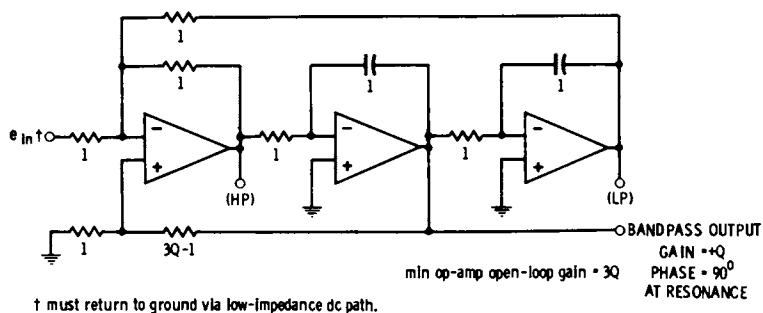 1
1
1
1
e in † 
−
+
1
−
+
1
−
+
1
(HP)
(LP)
1
3Q-1
BANDPASS OUTPUT
GAIN = +Q
PHASE = 90⁰
AT RESONANCE
min op-amp open-loop gain = 3Q
† must return to ground via low-impedance dc path.